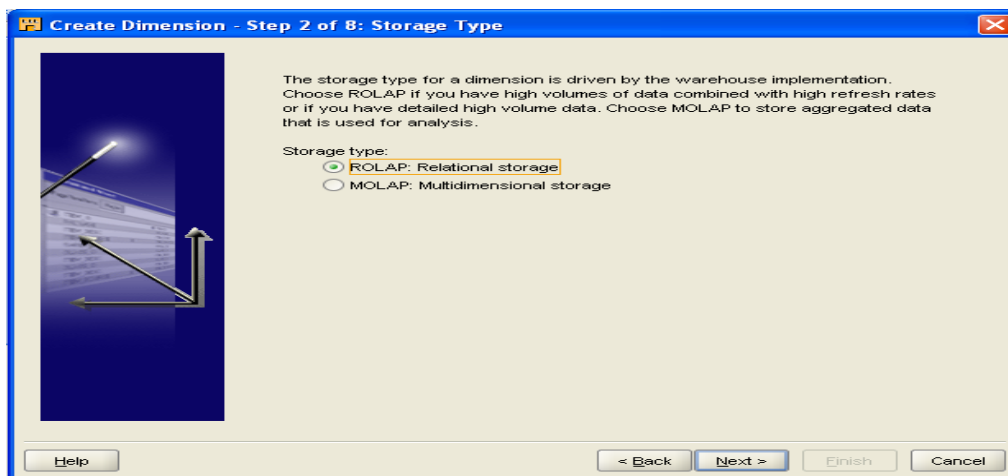 Create Dimension - Step 2 of 8: Storage Type
The storage type for a dimension is driven by the warehouse implementation.
Choose ROLAP if you have high volumes of data combined with high refresh rates
or if you have detailed high volume data. Choose MOLAP to store aggregated data
that is used for analysis.
Storage type:
ROLAP: Relational storage
MOLAP: Multidimensional storage
Help
< Back
Next >
Finish
Cancel